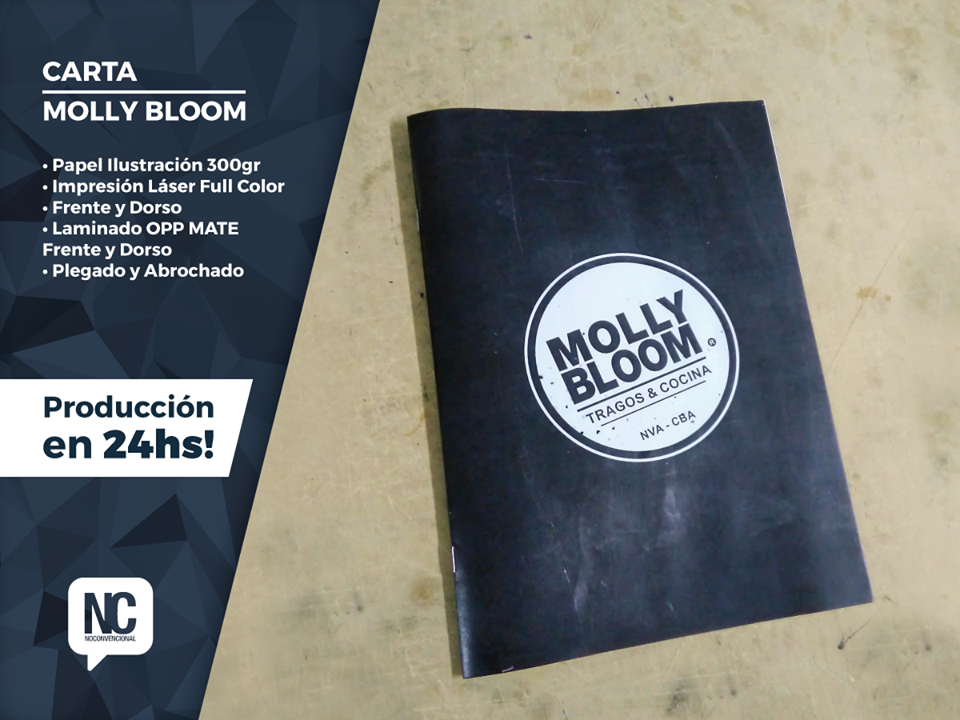 CARTA
MOLLY BLOOM
• Papel Ilustración 300gr
• Impresión Láser Full Color
• Frente y Dorso
• Laminado OPP MATE
Frente y Dorso
• Plegado y Abrochado
Producción
en 24hs!
NC
NOCONVENCIONAL
MOLLY
BLOOM ®
TRAGOS & COCINA
NVA - CBA